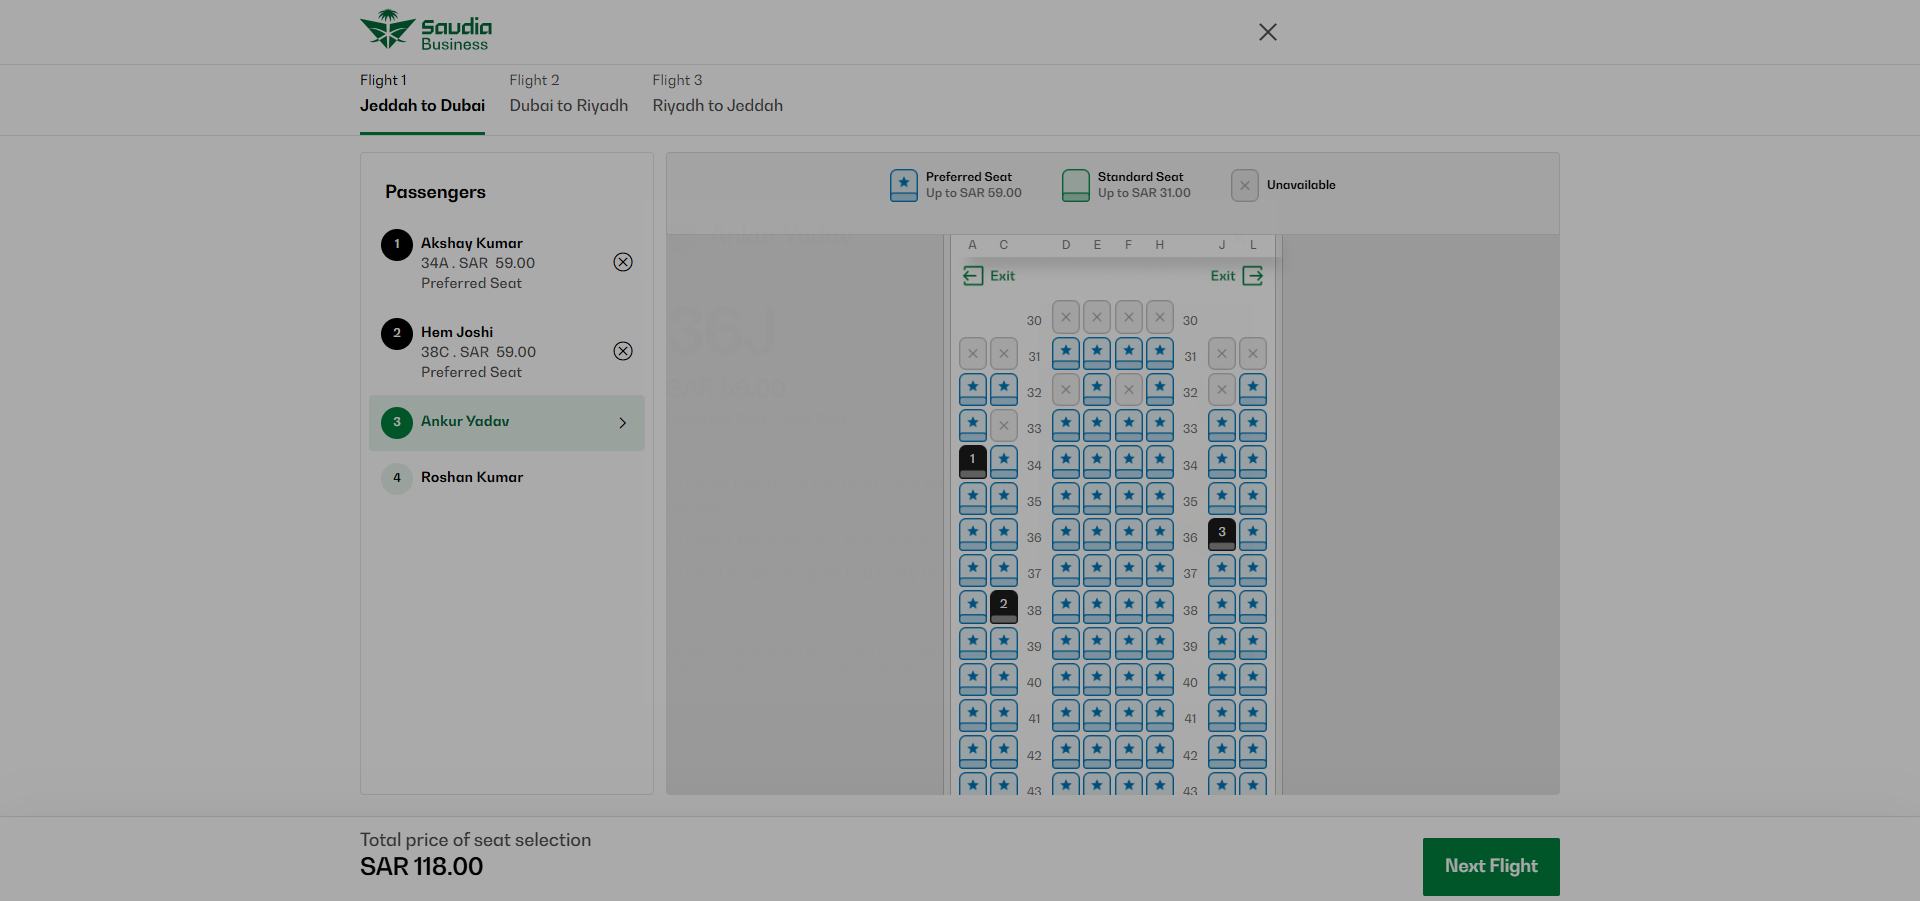 Saudia
Business
Flight 1
Jeddah to Dubai
Flight 2
Dubai to Riyadh
Flight 3
Riyadh to Jeddah
Passengers
1
Akshay Kumar
34A . SAR 59.00
Preferred Seat
2
Hem Joshi
38C . SAR 59.00
Preferred Seat
3
Ankur Yadav
4
Roshan Kumar
Preferred Seat
Up to SAR 59.00
Standard Seat
Up to SAR 31.00
Unavailable
A C D E F H J L
Exit Exit
36J
SAR 59.00
30 30
31 31
32 32
33 33
1 34 34
35 35
36 3 36
37 37
2 38 38
39 39
40 40
41 41
42 42
43 43
Total price of seat selection
SAR 118.00
Next Flight